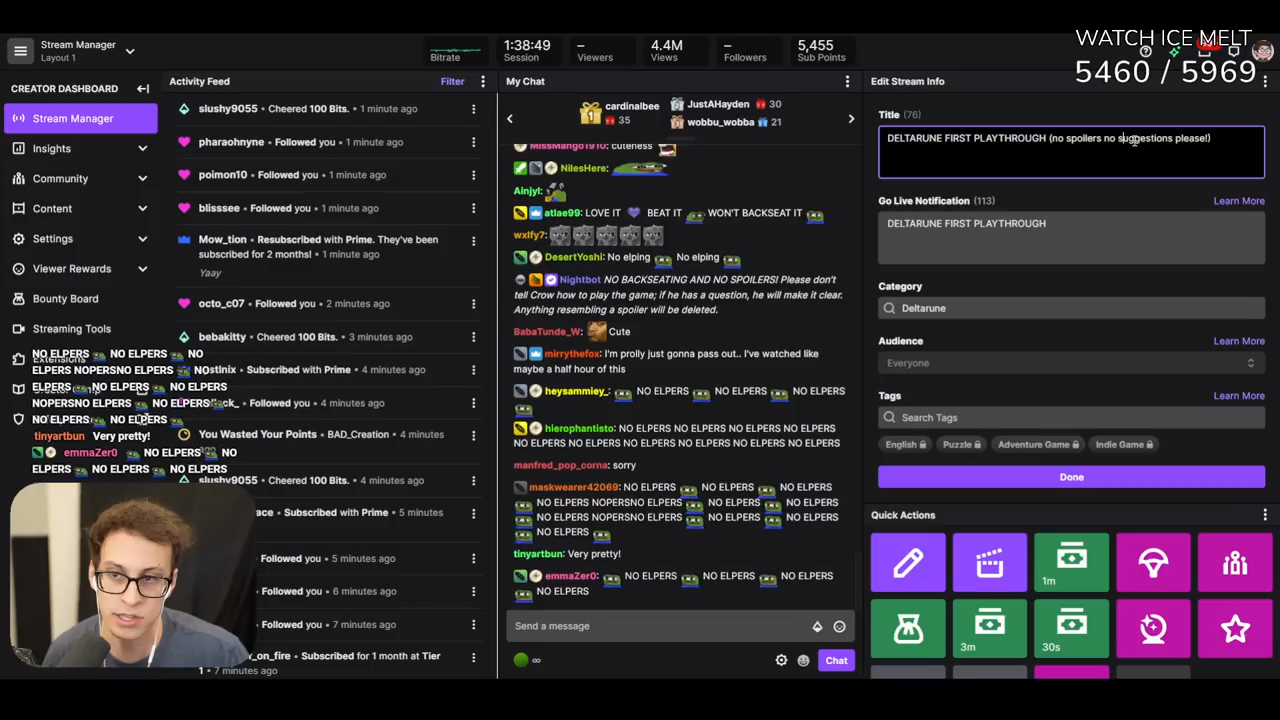 WATCH ICE MELT
5460 / 5969
Stream Manager
Layout 1
Bitrate
1:38:49
Session
–
Viewers
4.4M
Views
–
Followers
5,455
Sub Points
CREATOR DASHBOARD
Stream Manager
Insights
Community
Content
Settings
Viewer Rewards
Bounty Board
Streaming Tools
NO ELPERS NO ELPERS NO
ELPERS NOPERSNO ELPERS NO
ELPERS NO ELPERS NO ELPERS
NOPERSNO ELPERS NO ELPERS
NO ELPERS NO ELPERS
tinyartbun Very pretty!
emmaZer0 NO ELPERS NO
ELPERS NO ELPERS NO ELPERS
Activity Feed
Filter
slushy9055 • Cheered 100 Bits. • 1 minute ago
pharaohnyne • Followed you • 1 minute ago
poimon10 • Followed you • 1 minute ago
blisssee • Followed you • 1 minute ago
Mow_tion • Resubscribed with Prime. They've been
subscribed for 2 months! • 1 minute ago
Yaay
octo_c07 • Followed you • 2 minutes ago
bebakitty • Cheered 100 Bits. • 3 minutes ago
• Subscribed with Prime • 4 minutes ago
• Followed you • 4 minutes ago
You Wasted Your Points • BAD_Creation • 4 minutes
slushy9055 • Cheered 100 Bits. • 4 minutes ago
• Subscribed with Prime • 5 minutes
Followed you • 5 minutes ago
Followed you • 6 minutes ago
Followed you • 7 minutes ago
_on_fire • Subscribed for 1 month at Tier
1 • 7 minutes ago
My Chat
cardinalbee
35
JustAHayden 30
wobbu_wobba 21
MissMango1910: cuteness
NilesHere:
Ainjyl:
atlae99: LOVE IT BEAT IT WON'T BACKSEAT IT
wxlfy7:
DesertYoshi: No elping No elping
Nightbot NO BACKSEATING AND NO SPOILERS! Please don't
tell Crow how to play the game; if he has a question, he will make it clear.
Anything resembling a spoiler will be deleted.
BabaTunde_W: Cute
mirrythefox: I'm prolly just gonna pass out.. I've watched like
maybe a half hour of this
heysammiey_: NO ELPERS NO ELPERS NO ELPERS
hierophantisto: NO ELPERS NO ELPERS NO ELPERS
NO ELPERS NO ELPERS NO ELPERS NO ELPERS NO ELPERS
manfred_pop_corna: sorry
maskwearer42069: NO ELPERS NO ELPERS NO ELPERS
NO ELPERS NOPERSNO ELPERS NO ELPERS NO ELPERS
NO ELPERS NOPERSNO ELPERS NO ELPERS NO ELPERS
NO ELPERS
tinyartbun: Very pretty!
emmaZer0: NO ELPERS NO ELPERS NO ELPERS
NO ELPERS
Send a message
∞
Chat
Edit Stream Info
Title (76)
DELTARUNE FIRST PLAYTHROUGH (no spoilers no suggestions please!)
Go Live Notification (113)
Learn More
DELTARUNE FIRST PLAYTHROUGH
Category
Deltarune
Audience
Learn More
Everyone
Tags
Learn More
Search Tags
English
Puzzle
Adventure Game
Indie Game
Done
Quick Actions
1m
3m
30s